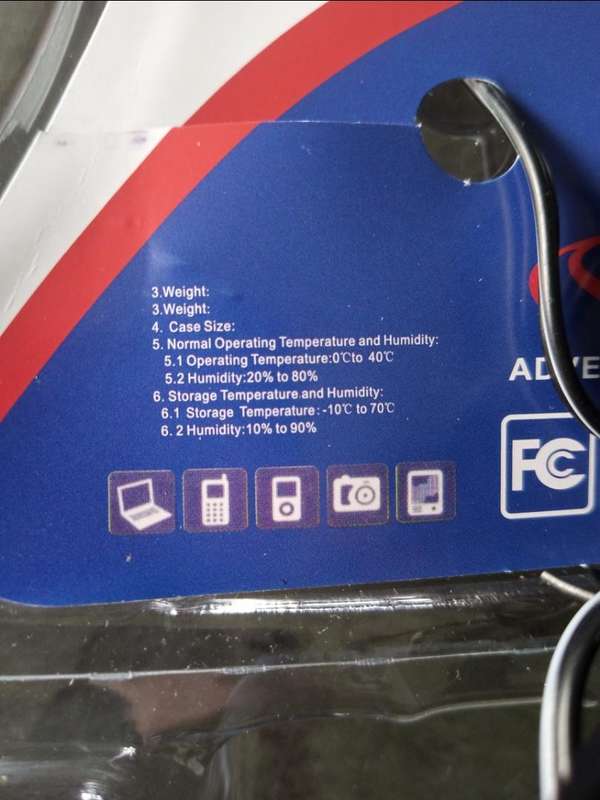 3.Weight:
3.Weight:
4. Case Size:
5. Normal Operating Temperature and Humidity:
5.1 Operating Temperature:0℃to 40℃
5.2 Humidity:20% to 80%
6. Storage Temperature and Humidity:
6.1 Storage Temperature: -10℃ to 70℃
6. 2 Humidity:10% to 90%
FC